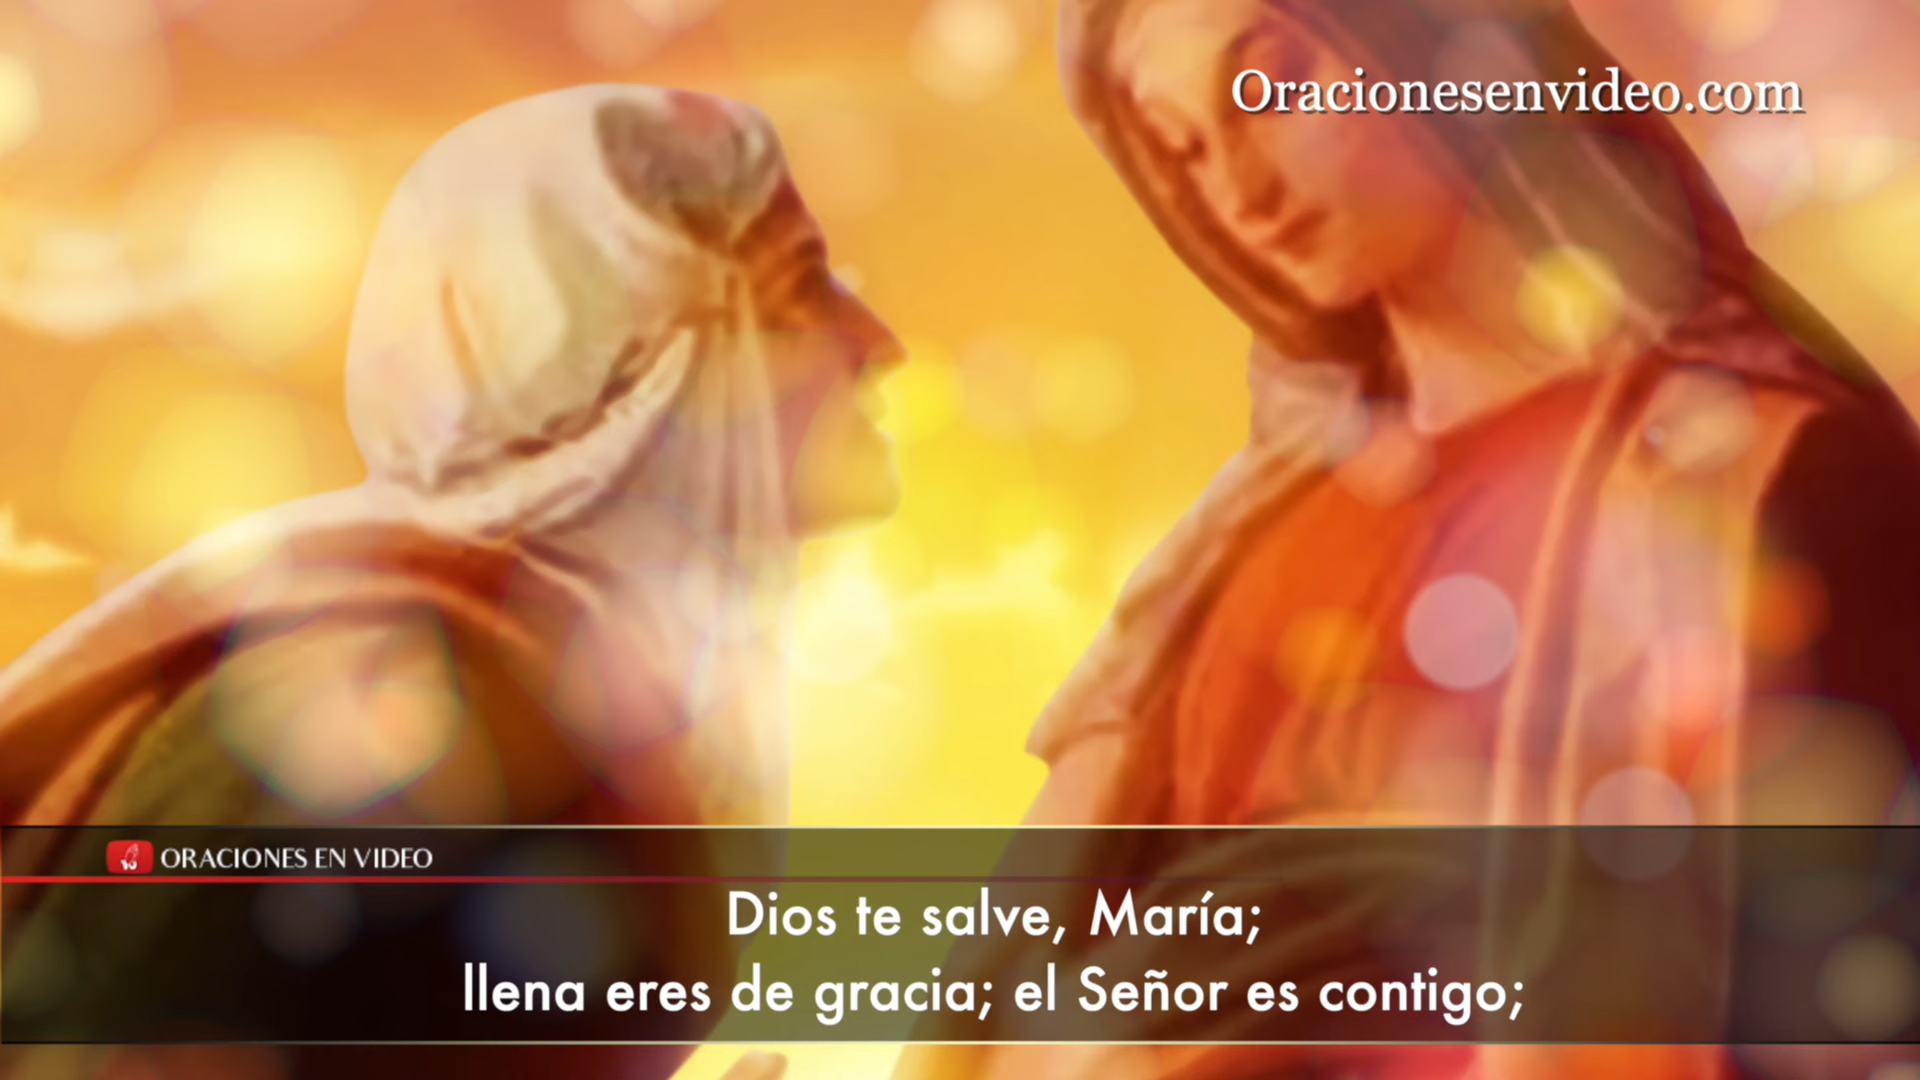 Oracionesenvideo.com
ORACIONES EN VIDEO
Dios te salve, María;
llena eres de gracia; el Señor es contigo;